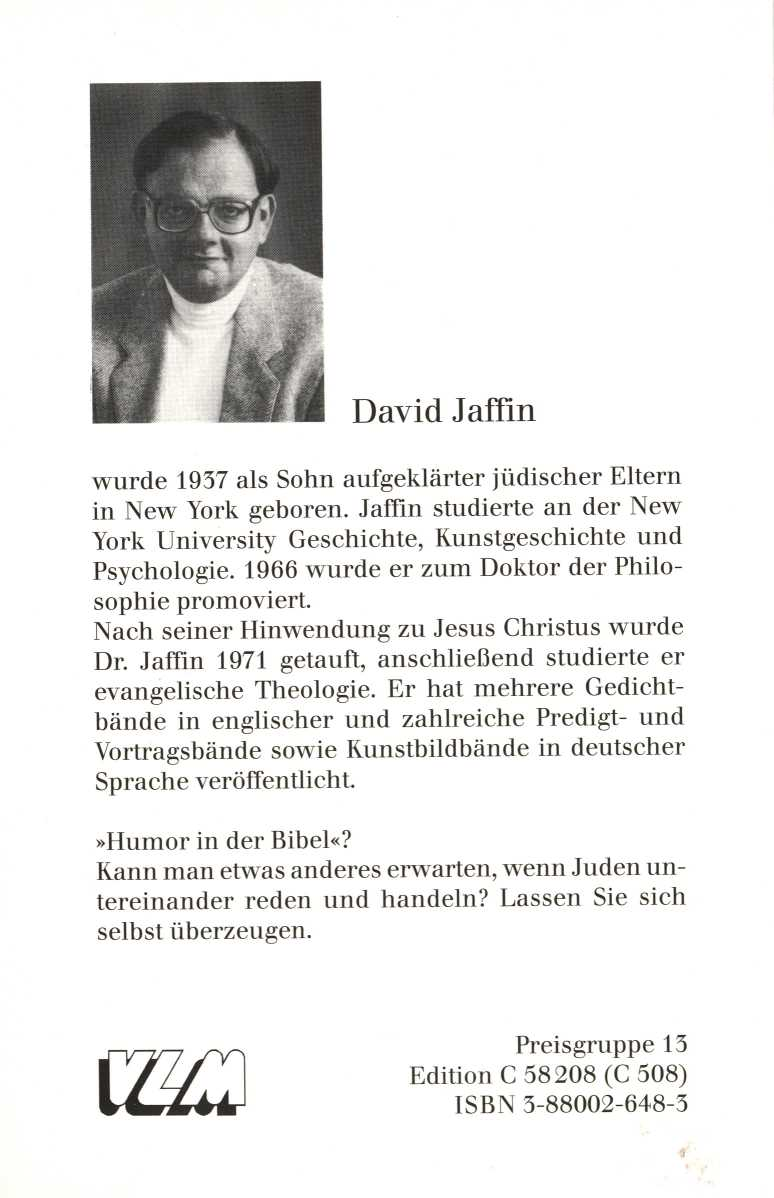 David Jaffin
wurde 1937 als Sohn aufgeklärter jüdischer Eltern
in New York geboren. Jaffin studierte an der New
York University Geschichte, Kunstgeschichte und
Psychologie. 1966 wurde er zum Doktor der Philo-
sophie promoviert.
Nach seiner Hinwendung zu Jesus Christus wurde
Dr. Jaffin 1971 getauft, anschließend studierte er
evangelische Theologie. Er hat mehrere Gedicht-
bände in englischer und zahlreiche Predigt- und
Vortragsbände sowie Kunstbildbände in deutscher
Sprache veröffentlicht.
»Humor in der Bibel«?
Kann man etwas anderes erwarten, wenn Juden un-
tereinander reden und handeln? Lassen Sie sich
selbst überzeugen.
VLM
Preisgruppe 13
Edition C 58208 (C 508)
ISBN 3-88002-648-3